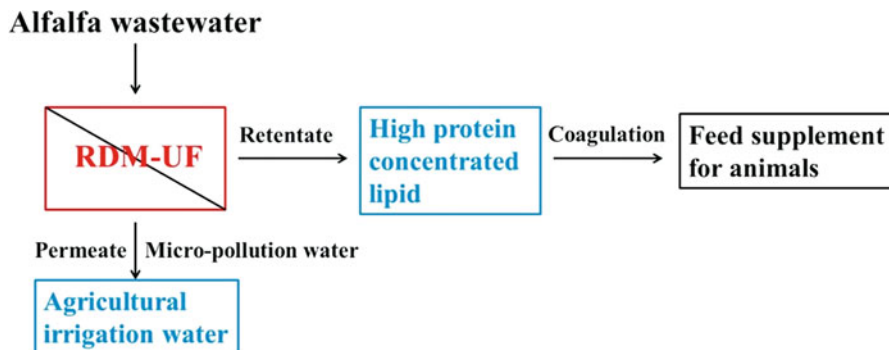 Alfalfa wastewater
RDM-UF
Retentate
High protein
concentrated
lipid
Coagulation
Feed supplement
for animals
Permeate
Micro-pollution water
Agricultural
irrigation water